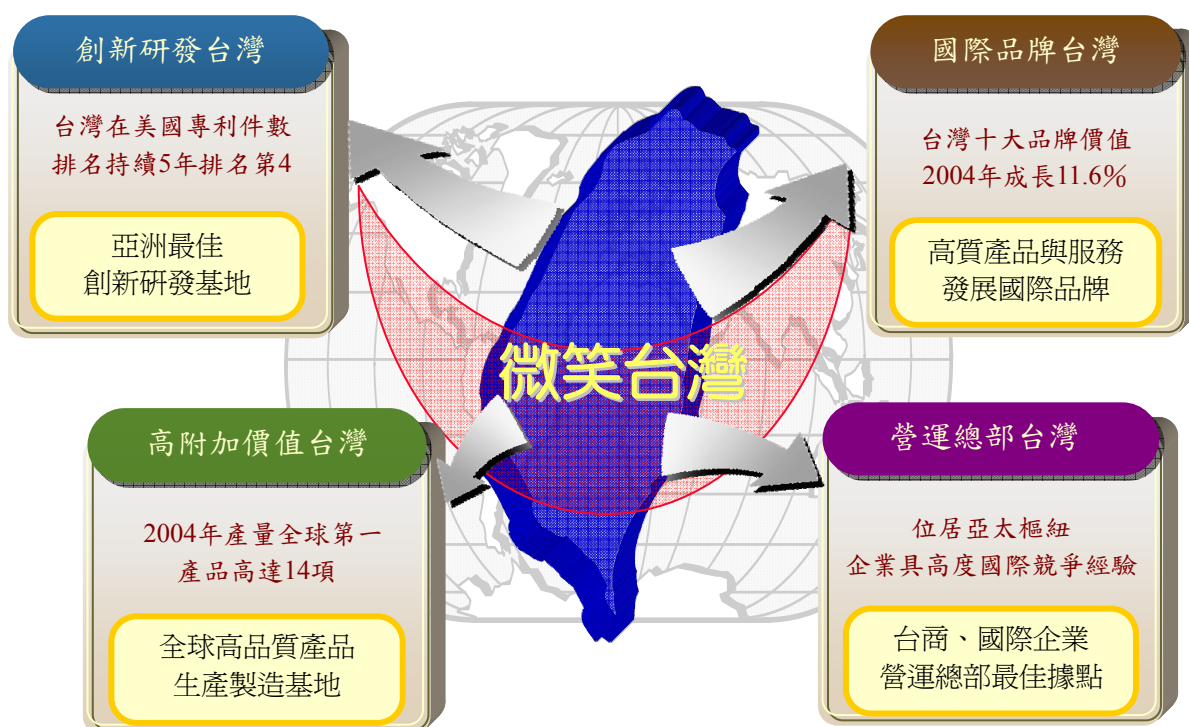 創新研發台灣
台灣在美國專利件數
排名持續5年排名第4
亞洲最佳
創新研發基地
國際品牌台灣
台灣十大品牌價值
2004年成長11.6%
高質產品與服務
發展國際品牌
微笑台灣
高附加價值台灣
2004年產量全球第一
產品高達14項
全球高品質產品
生產製造基地
營運總部台灣
位居亞太樞紐
企業具高度國際競爭經驗
台商、國際企業
營運總部最佳據點